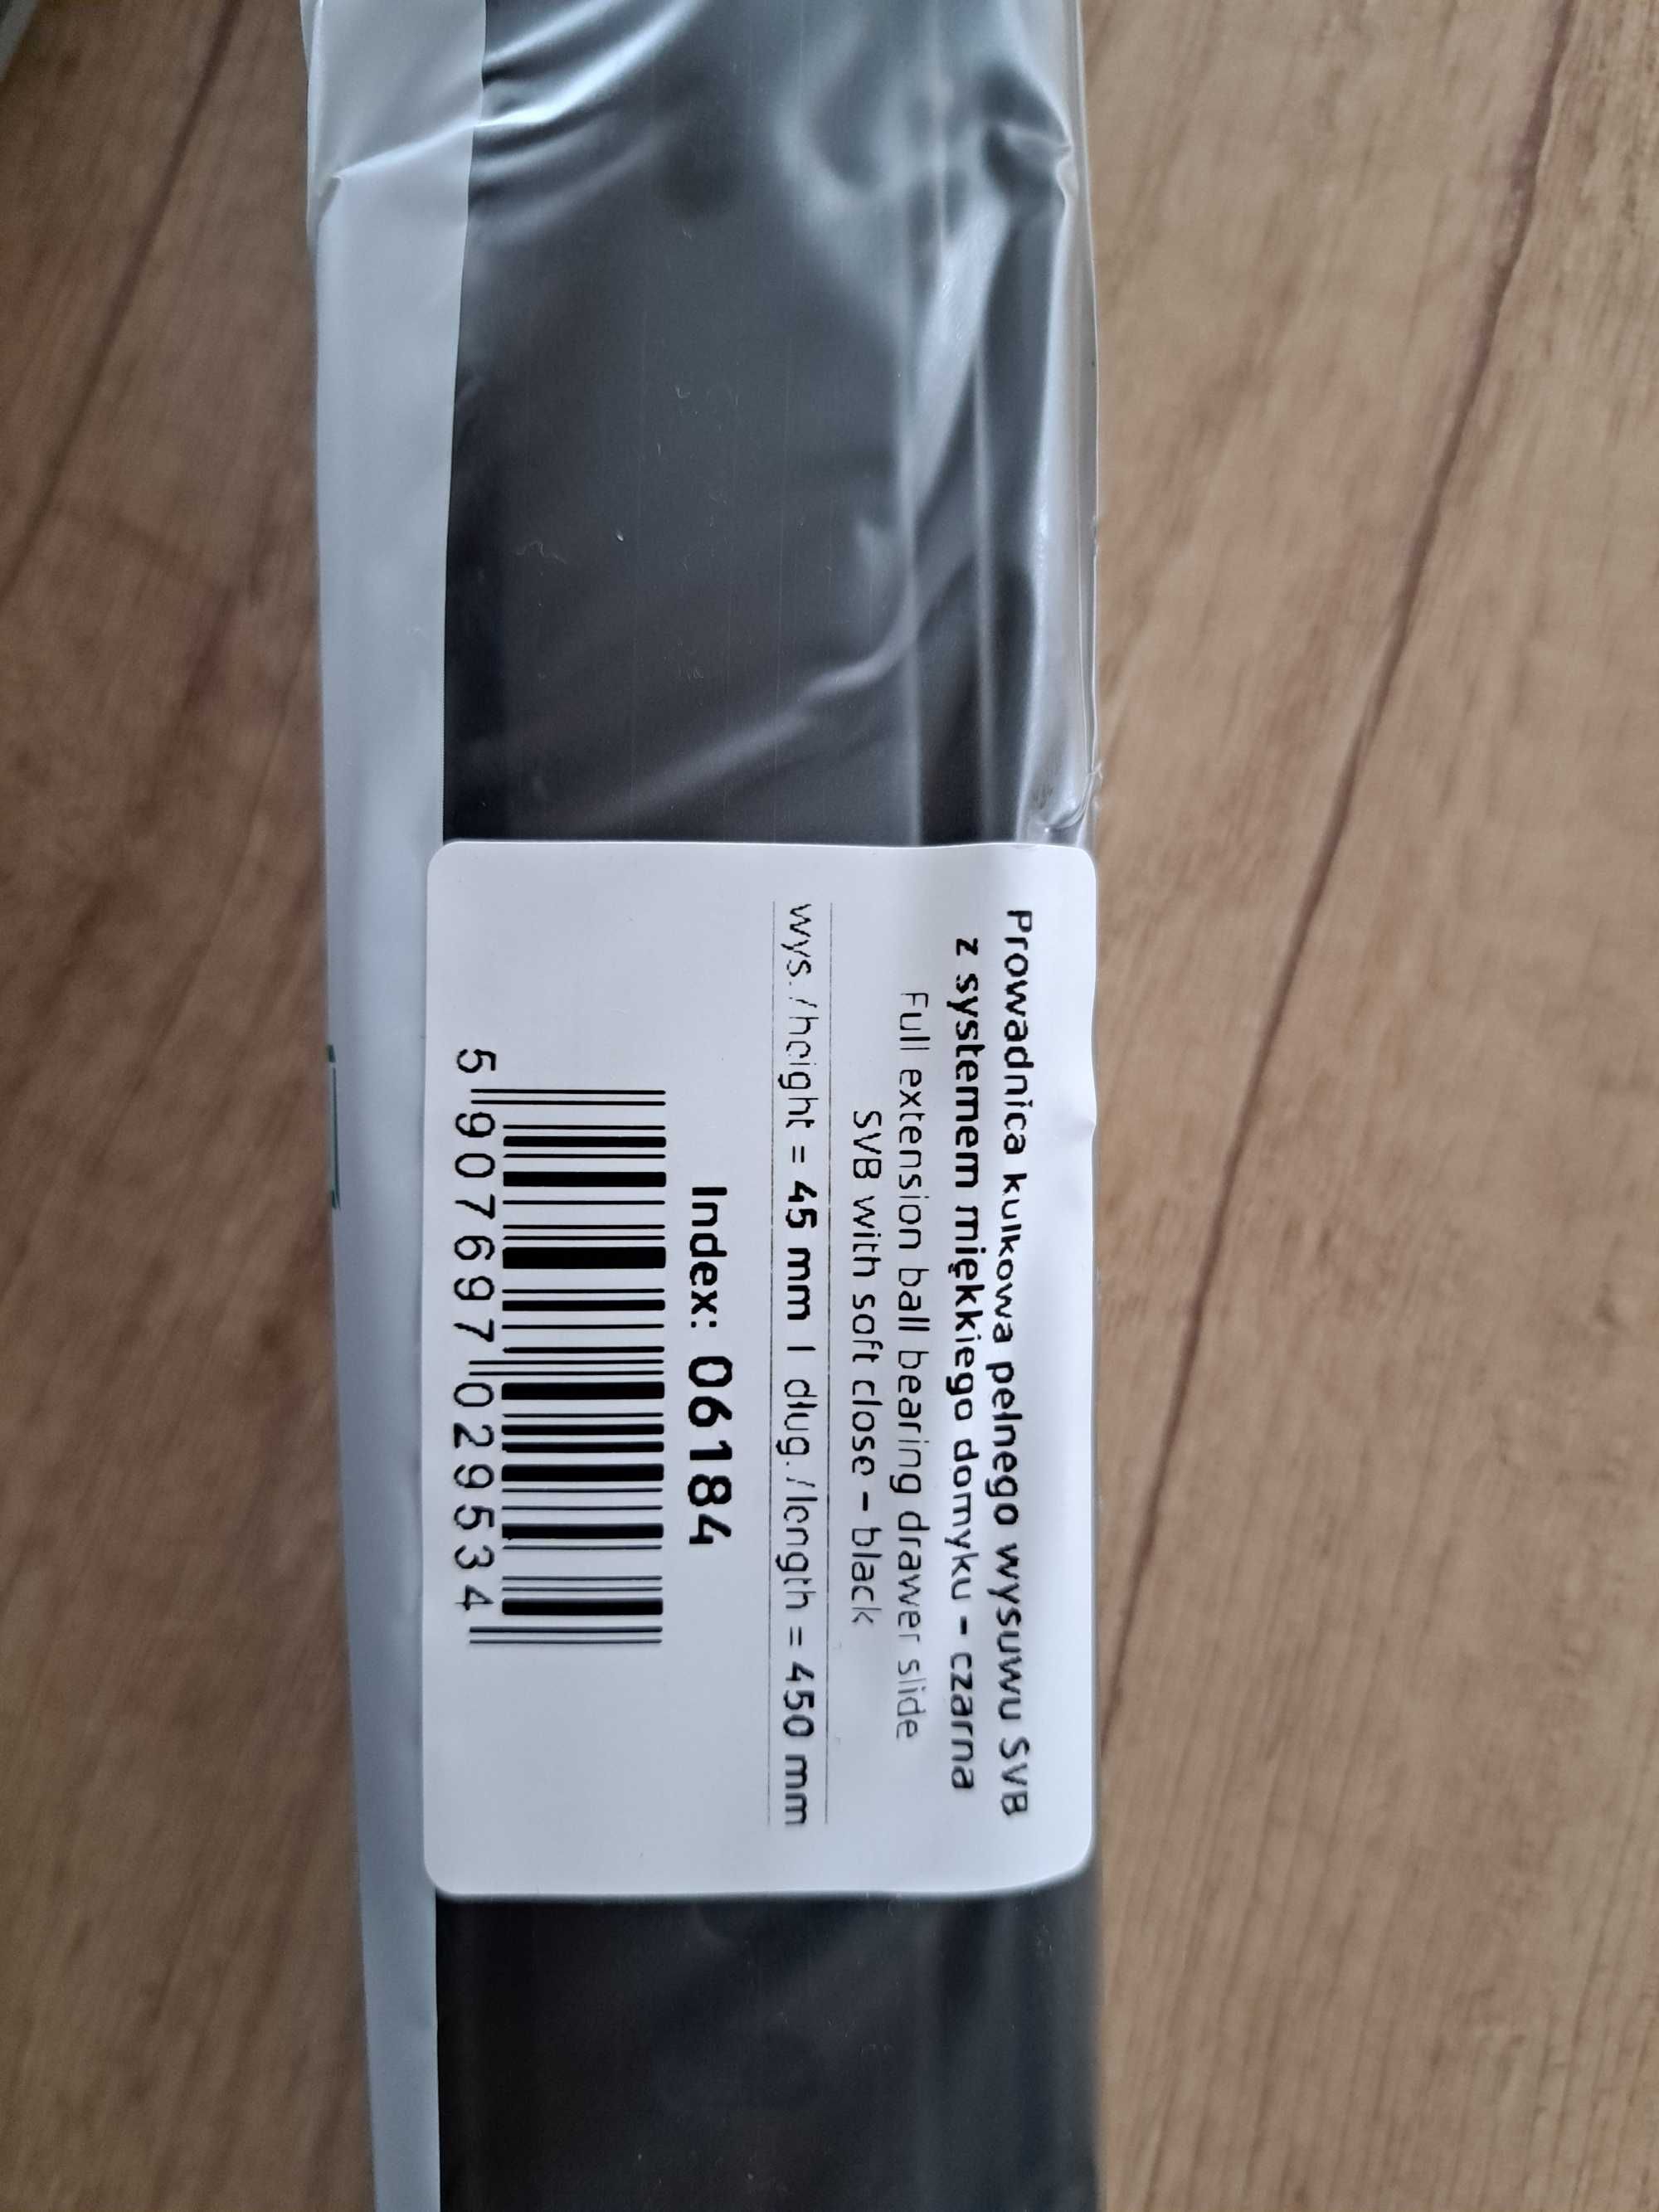 Prowadnica kulkowa pełnego wysuwu SVB
z systemem miękkiego domyku - czarna
Full extension ball bearing drawer slide
SVB with soft close - black
wys. / height = 45 mm | dług. / length = 450 mm
Index: 06184
5 907697 029534